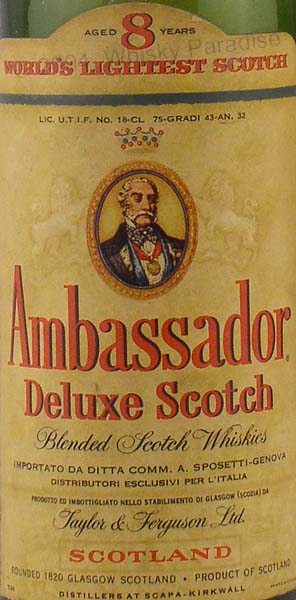 AGED 8 YEARS
Whisky Paradise
WORLD'S LIGHTEST SCOTCH
LIC. U.T.I.F. No. 18-CL 75-GRADI 43-AN. 32
Ambassador
Deluxe Scotch
Blended Scotch Whiskies
IMPORTATO DA DITTA COMM. A. SPOSETTI-GENOVA
DISTRIBUTORI ESCLUSIVI PER L'ITALIA
PRODOTTO ED IMBOTTIGLIATO NELLO STABILIMENTO DI GLASGOW (SCOZIA) DA
Taylor & Ferguson Ltd.
SCOTLAND
FOUNDED 1820 GLASGOW SCOTLAND • PRODUCT OF SCOTLAND
DISTILLERS AT SCAPA-KIRKWALL